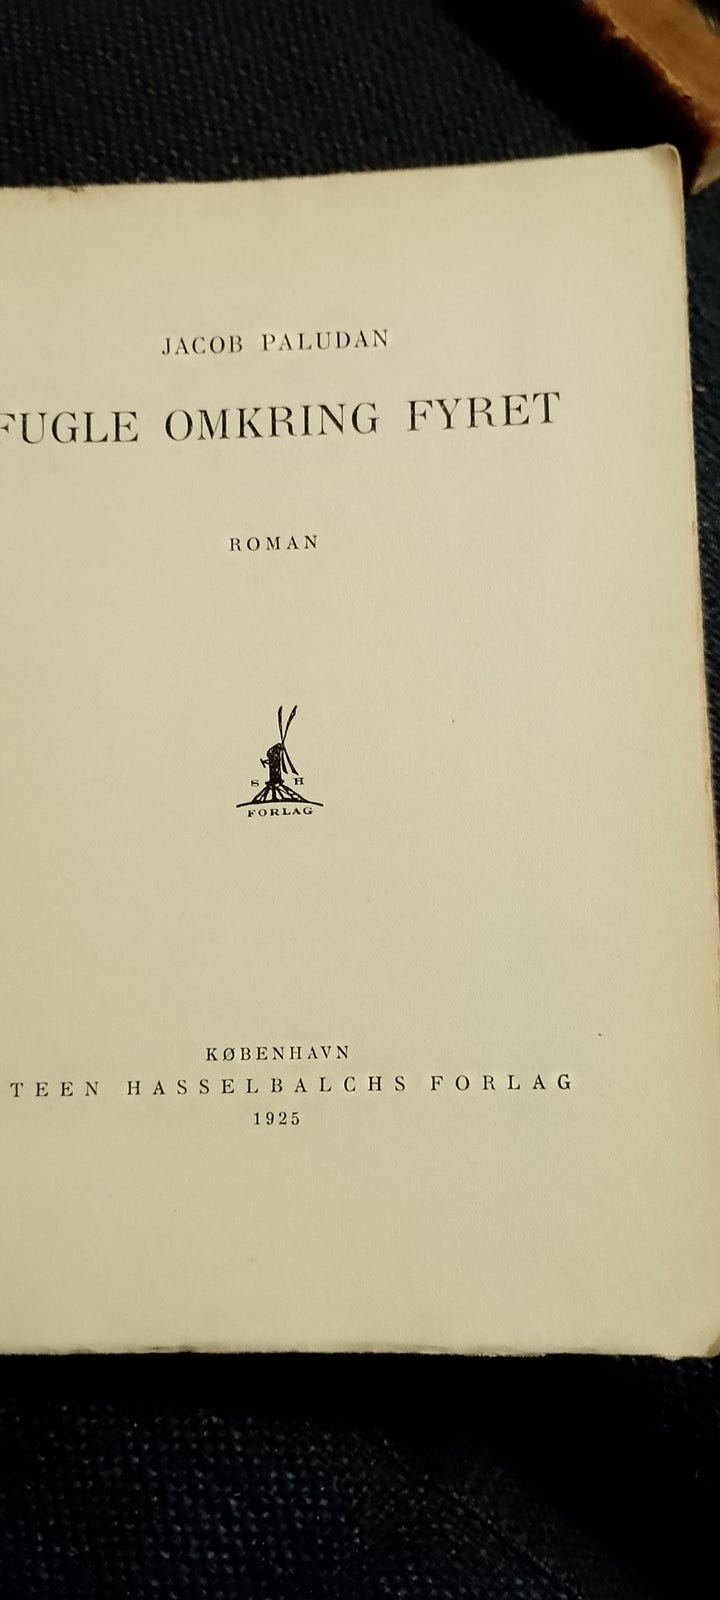 JACOB PALUDAN
FUGLE OMKRING FYRET
ROMAN
S H
FORLAG
KØBENHAVN
TEEN HASSELBALCHS FORLAG
1925